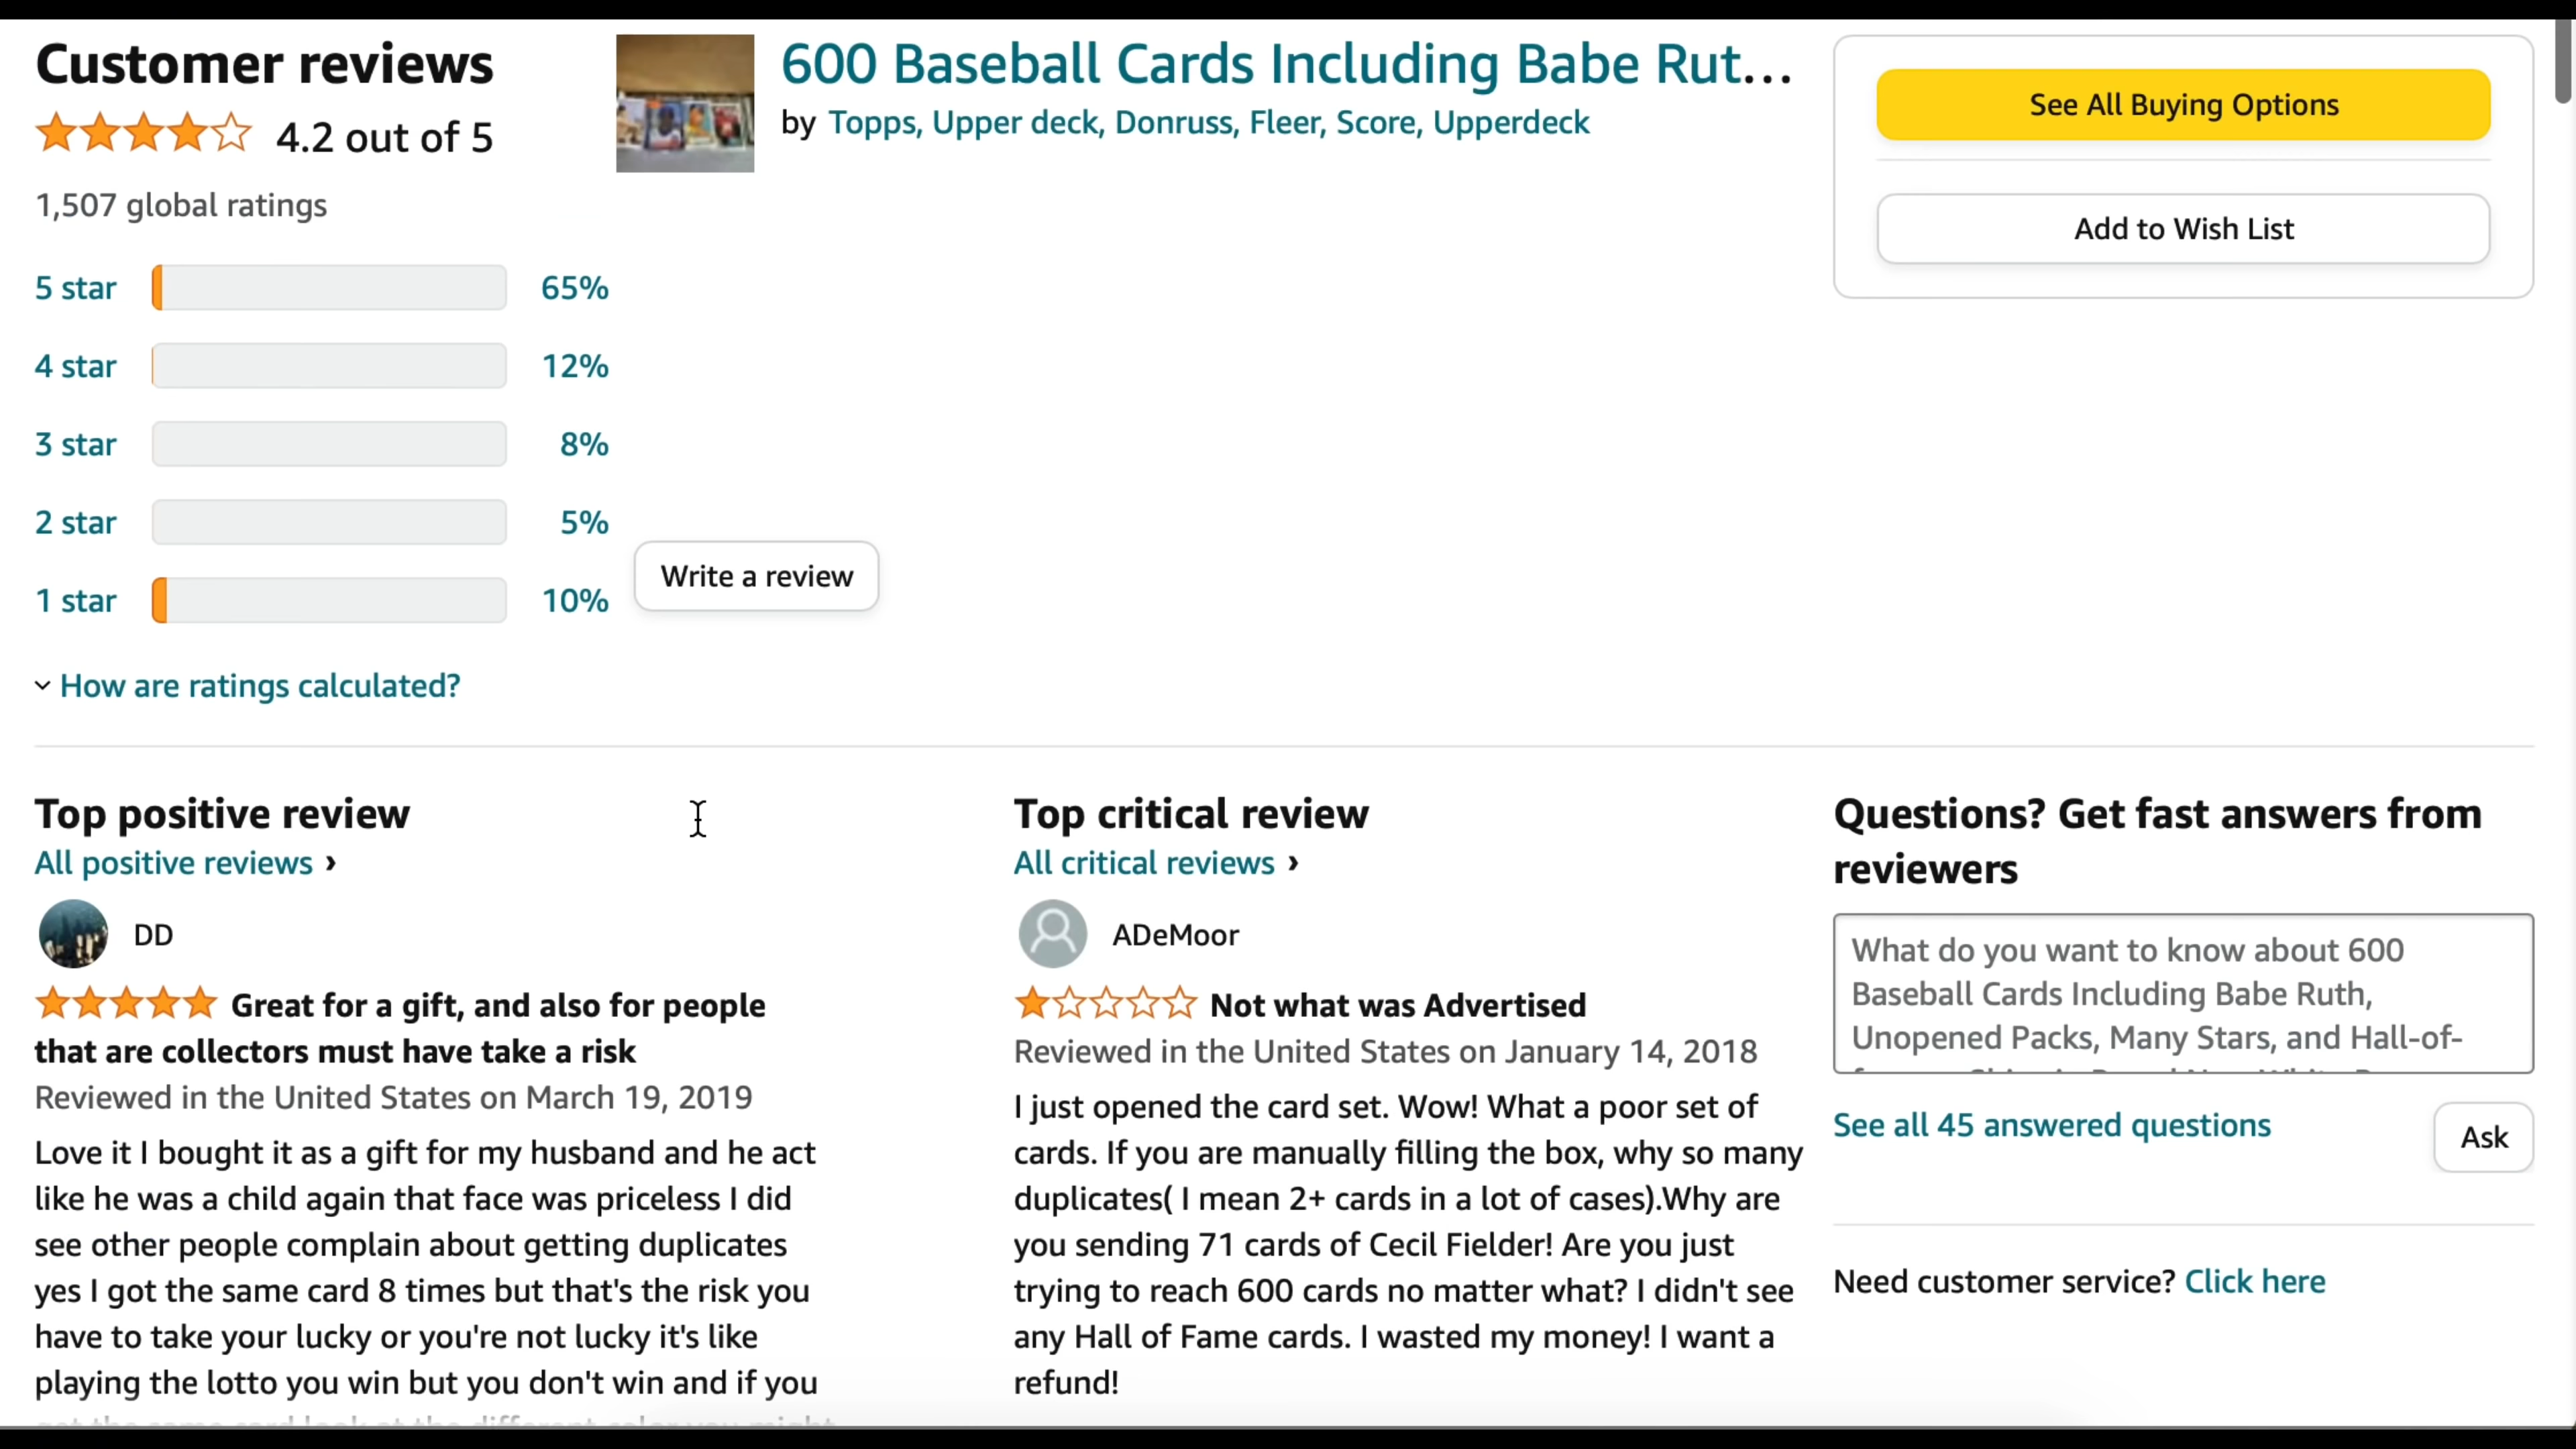 Customer reviews
4.2 out of 5
1,507 global ratings
5 star 65%
4 star 12%
3 star 8%
2 star 5%
1 star 10%
Write a review
How are ratings calculated?
600 Baseball Cards Including Babe Rut...
by Topps, Upper deck, Donruss, Fleer, Score, Upperdeck
See All Buying Options
Add to Wish List
Top positive review
All positive reviews ›
DD
Great for a gift, and also for people
that are collectors must have take a risk
Reviewed in the United States on March 19, 2019
Love it I bought it as a gift for my husband and he act
like he was a child again that face was priceless I did
see other people complain about getting duplicates
yes I got the same card 8 times but that's the risk you
have to take your lucky or you're not lucky it's like
playing the lotto you win but you don't win and if you
Top critical review
All critical reviews ›
ADeMoor
Not what was Advertised
Reviewed in the United States on January 14, 2018
I just opened the card set. Wow! What a poor set of
cards. If you are manually filling the box, why so many
duplicates( I mean 2+ cards in a lot of cases).Why are
you sending 71 cards of Cecil Fielder! Are you just
trying to reach 600 cards no matter what? I didn't see
any Hall of Fame cards. I wasted my money! I want a
refund!
Questions? Get fast answers from
reviewers
What do you want to know about 600
Baseball Cards Including Babe Ruth,
Unopened Packs, Many Stars, and Hall-of-
See all 45 answered questions
Ask
Need customer service? Click here